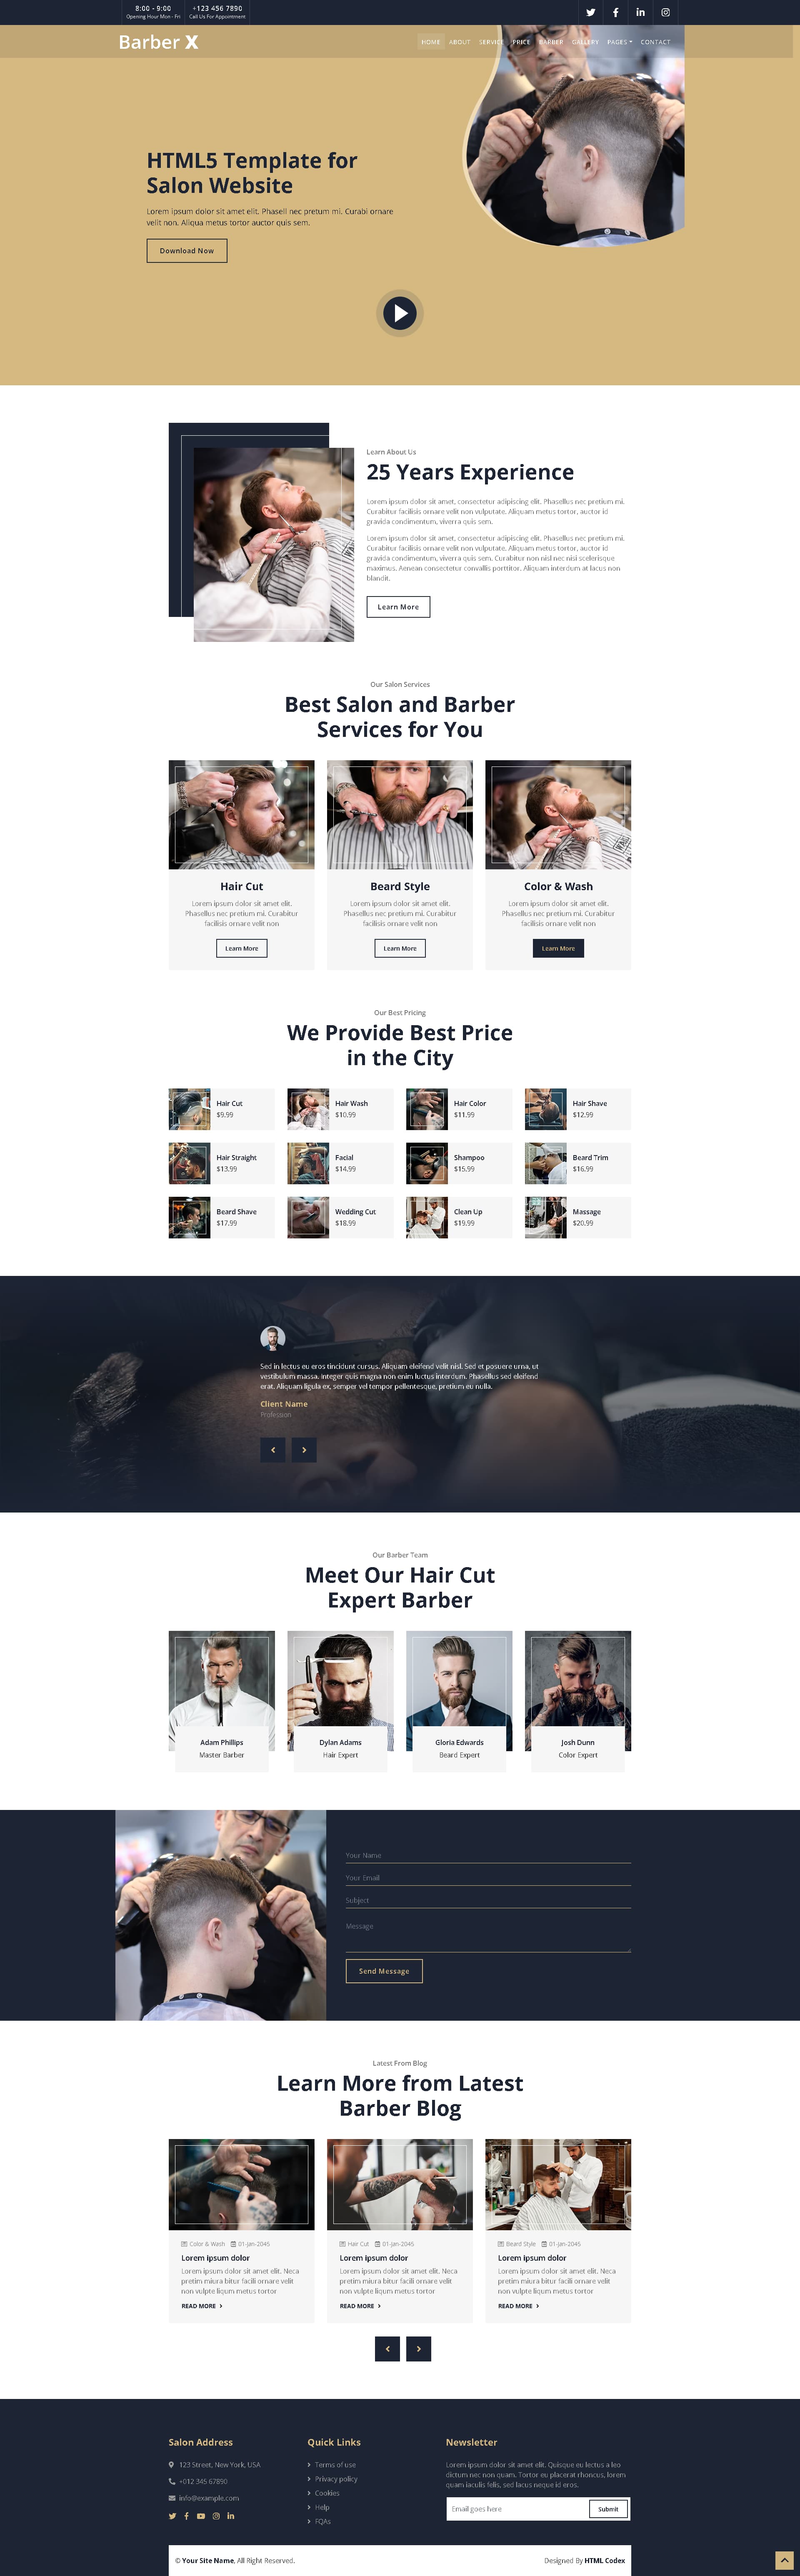 8:00 - 9:00
Opening Hour Mon - Fri
+123 456 7890
Call Us For Appointment
Barber X
HOME ABOUT SERVICE PRICE BARBER GALLERY PAGES CONTACT
HTML5 Template for
Salon Website
Lorem ipsum dolor sit amet elit. Phasell nec pretum mi. Curabi ornare
velit non. Aliqua metus tortor auctor quis sem.
Download Now
Learn About Us
25 Years Experience
Lorem ipsum dolor sit amet, consectetur adipiscing elit. Phasellus nec pretium mi.
Curabitur facilisis ornare velit non vulputate. Aliquam metus tortor, auctor id
gravida condimentum, viverra quis sem.
Lorem ipsum dolor sit amet, consectetur adipiscing elit. Phasellus nec pretium mi.
Curabitur facilisis ornare velit non vulputate. Aliquam metus tortor, auctor id
gravida condimentum, viverra quis sem. Curabitur non nisl nec nisi scelerisque
maximus. Aenean consectetur convallis porttitor. Aliquam interdum at lacus non
blandit.
Learn More
Our Salon Services
Best Salon and Barber
Services for You
Hair Cut
Lorem ipsum dolor sit amet elit.
Phasellus nec pretium mi. Curabitur
facilisis ornare velit non
Learn More
Beard Style
Lorem ipsum dolor sit amet elit.
Phasellus nec pretium mi. Curabitur
facilisis ornare velit non
Learn More
Color & Wash
Lorem ipsum dolor sit amet elit.
Phasellus nec pretium mi. Curabitur
facilisis ornare velit non
Learn More
Our Best Pricing
We Provide Best Price
in the City
Hair Cut
$9.99
Hair Wash
$10.99
Hair Color
$11.99
Hair Shave
$12.99
Hair Straight
$13.99
Facial
$14.99
Shampoo
$15.99
Beard Trim
$16.99
Beard Shave
$17.99
Wedding Cut
$18.99
Clean Up
$19.99
Massage
$20.99
Sed in lectus eu eros tincidunt cursus. Aliquam eleifend velit nisl. Sed et posuere urna, ut
vestibulum massa. Integer quis magna non enim luctus interdum. Phasellus sed eleifend
erat. Aliquam ligula ex, semper vel tempor pellentesque, pretium eu nulla.
Client Name
Profession
Our Barber Team
Meet Our Hair Cut
Expert Barber
Adam Phillips
Master Barber
Dylan Adams
Hair Expert
Gloria Edwards
Beard Expert
Josh Dunn
Color Expert
Your Name
Your Email
Subject
Message
Send Message
Latest From Blog
Learn More from Latest
Barber Blog
Color & Wash 01-Jan-2045
Lorem ipsum dolor
Lorem ipsum dolor sit amet elit. Neca
pretim miura bitur facili ornare velit
non vulpte liqum metus tortor
READ MORE
Hair Cut 01-Jan-2045
Lorem ipsum dolor
Lorem ipsum dolor sit amet elit. Neca
pretim miura bitur facili ornare velit
non vulpte liqum metus tortor
READ MORE
Beard Style 01-Jan-2045
Lorem ipsum dolor
Lorem ipsum dolor sit amet elit. Neca
pretim miura bitur facili ornare velit
non vulpte liqum metus tortor
READ MORE
Salon Address
123 Street, New York, USA
+012 345 67890
info@example.com
Quick Links
Terms of use
Privacy policy
Cookies
Help
FQAs
Newsletter
Lorem ipsum dolor sit amet elit. Quisque eu lectus a leo
dictum nec non quam. Tortor eu placerat rhoncus, lorem
quam iaculis felis, sed lacus neque id eros.
Email goes here
Submit
© Your Site Name, All Right Reserved.
Designed By HTML Codex